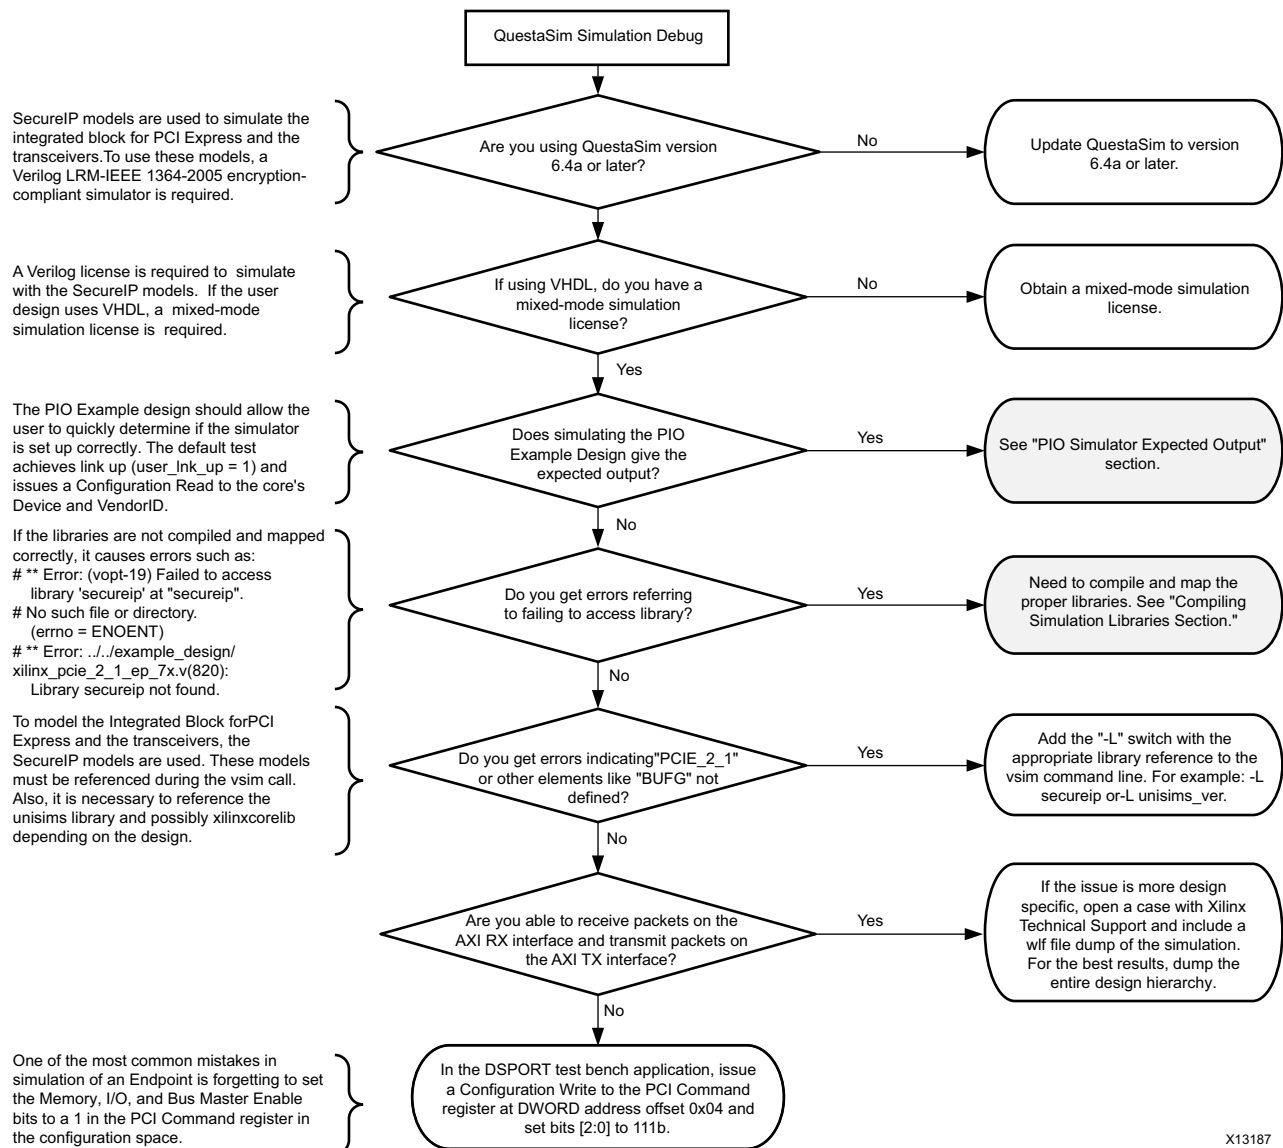 QuestaSim Simulation Debug
SecureIP models are used to simulate the
integrated block for PCI Express and the
transceivers.To use these models, a
Verilog LRM-IEEE 1364-2005 encryption-
compliant simulator is required.
Are you using QuestaSim version
6.4a or later?
No
Update QuestaSim to version
6.4a or later.
A Verilog license is required to simulate
with the SecureIP models. If the user
design uses VHDL, a mixed-mode
simulation license is required.
If using VHDL, do you have a
mixed-mode simulation
license?
No
Obtain a mixed-mode simulation
license.
Yes
The PIO Example design should allow the
user to quickly determine if the simulator
is set up correctly. The default test
achieves link up (user_lnk_up = 1) and
issues a Configuration Read to the core's
Device and VendorID.
Does simulating the PIO
Example Design give the
expected output?
Yes
See "PIO Simulator Expected Output"
section.
No
If the libraries are not compiled and mapped
correctly, it causes errors such as:
# ** Error: (vopt-19) Failed to access
library 'secureip' at "secureip".
# No such file or directory.
(errno = ENOENT)
# ** Error: ../../example_design/
xilinx_pcie_2_1_ep_7x.v(820):
Library secureip not found.
Do you get errors referring
to failing to access library?
Yes
Need to compile and map the
proper libraries. See "Compiling
Simulation Libraries Section."
No
To model the Integrated Block forPCI
Express and the transceivers, the
SecureIP models are used. These models
must be referenced during the vsim call.
Also, it is necessary to reference the
unisims library and possibly xilinxcorelib
depending on the design.
Do you get errors indicating"PCIE_2_1"
or other elements like "BUFG" not
defined?
Yes
Add the "-L" switch with the
appropriate library reference to the
vsim command line. For example: -L
secureip or-L unisims_ver.
No
Are you able to receive packets on the
AXI RX interface and transmit packets on
the AXI TX interface?
Yes
If the issue is more design
specific, open a case with Xilinx
Technical Support and include a
wlf file dump of the simulation.
For the best results, dump the
entire design hierarchy.
No
One of the most common mistakes in
simulation of an Endpoint is forgetting to set
the Memory, I/O, and Bus Master Enable
bits to a 1 in the PCI Command register in
the configuration space.
In the DSPORT test bench application, issue
a Configuration Write to the PCI Command
register at DWORD address offset 0x04 and
set bits [2:0] to 111b.
X13187